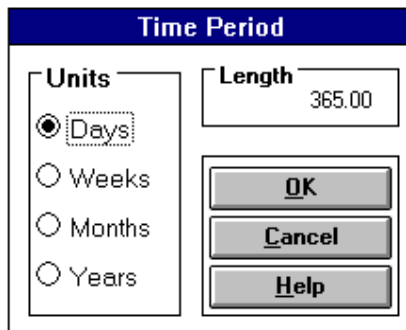 Time Period
Units
Days
Weeks
Months
Years
Length
365.00
OK
Cancel
Help